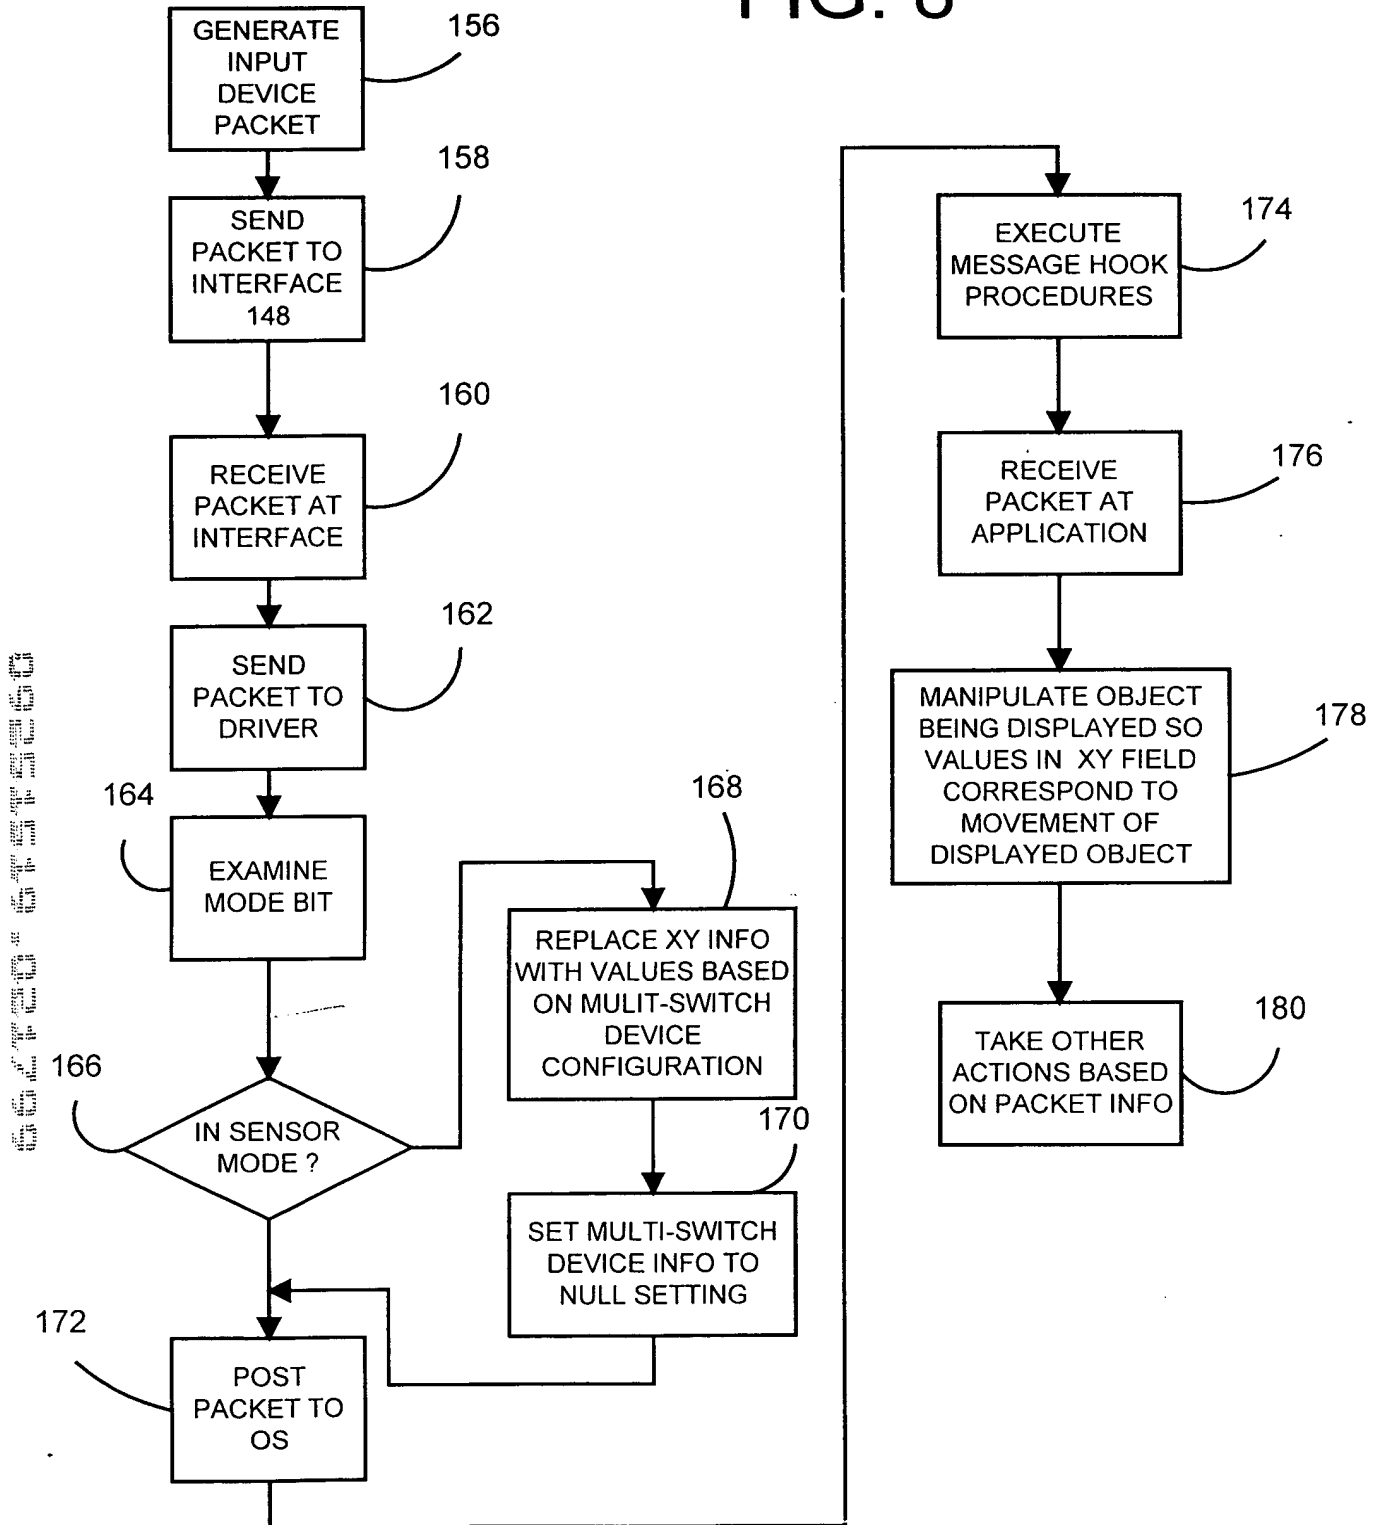 GENERATE
INPUT
DEVICE
PACKET
156
SEND
PACKET TO
INTERFACE
148
158
RECEIVE
PACKET AT
INTERFACE
160
SEND
PACKET TO
DRIVER
162
EXAMINE
MODE BIT
164
IN SENSOR
MODE ?
166
REPLACE XY INFO
WITH VALUES BASED
ON MULIT-SWITCH
DEVICE
CONFIGURATION
168
SET MULTI-SWITCH
DEVICE INFO TO
NULL SETTING
170
POST
PACKET TO
OS
172
EXECUTE
MESSAGE HOOK
PROCEDURES
174
RECEIVE
PACKET AT
APPLICATION
176
MANIPULATE OBJECT
BEING DISPLAYED SO
VALUES IN XY FIELD
CORRESPOND TO
MOVEMENT OF
DISPLAYED OBJECT
178
TAKE OTHER
ACTIONS BASED
ON PACKET INFO
180